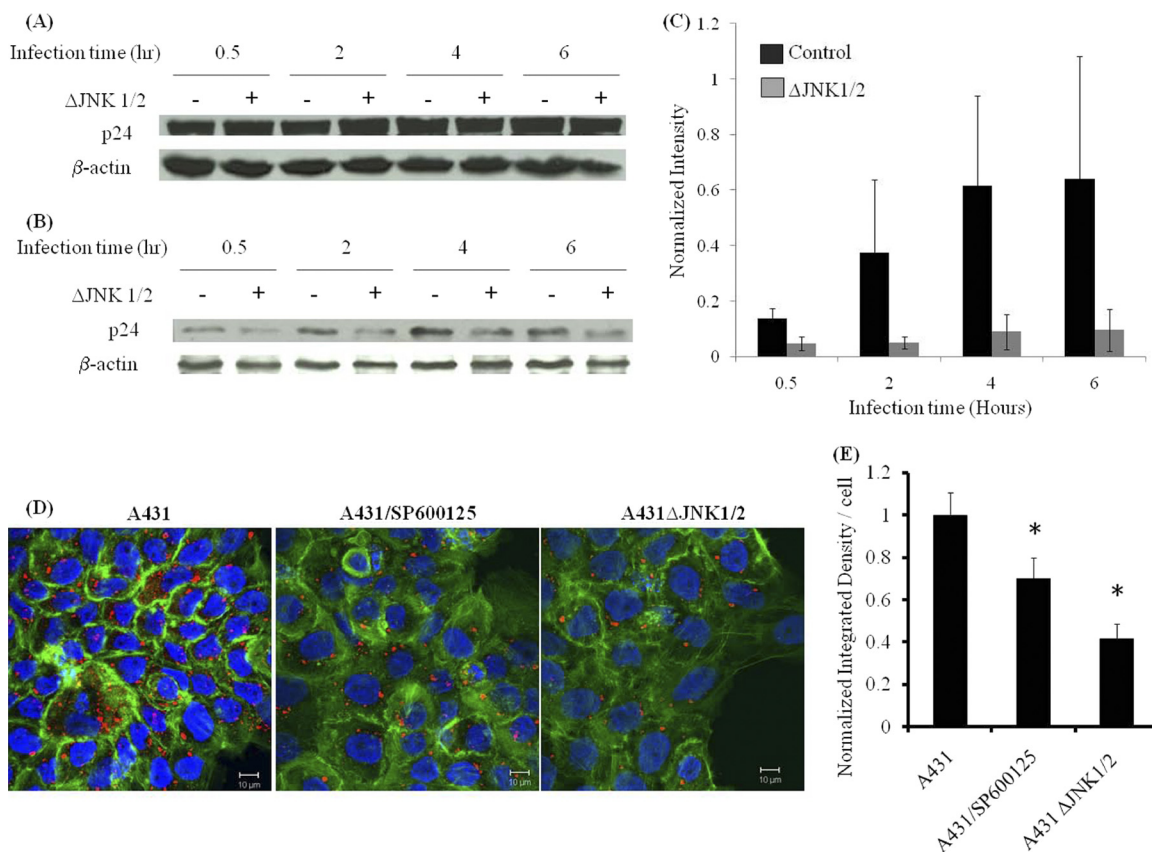 (A)
Infection time (hr) 0.5 2 4 6
ΔJNK 1/2 - + - + - + - +
p24
β-actin
(B)
Infection time (hr) 0.5 2 4 6
ΔJNK 1/2 - + - + - + - +
p24
β-actin
(C)
Normalized Intensity
1.2
1
0.8
0.6
0.4
0.2
0
Control
ΔJNK1/2
0.5 2 4 6
Infection time (Hours)
(D)
A431 A431/SP600125 A431ΔJNK1/2
10 μm 10 μm 10 μm
(E)
Normalized Integrated Density / cell
1.2
1
0.8
0.6
0.4
0.2
0
* *
A431 A431/SP600125 A431 ΔJNK1/2